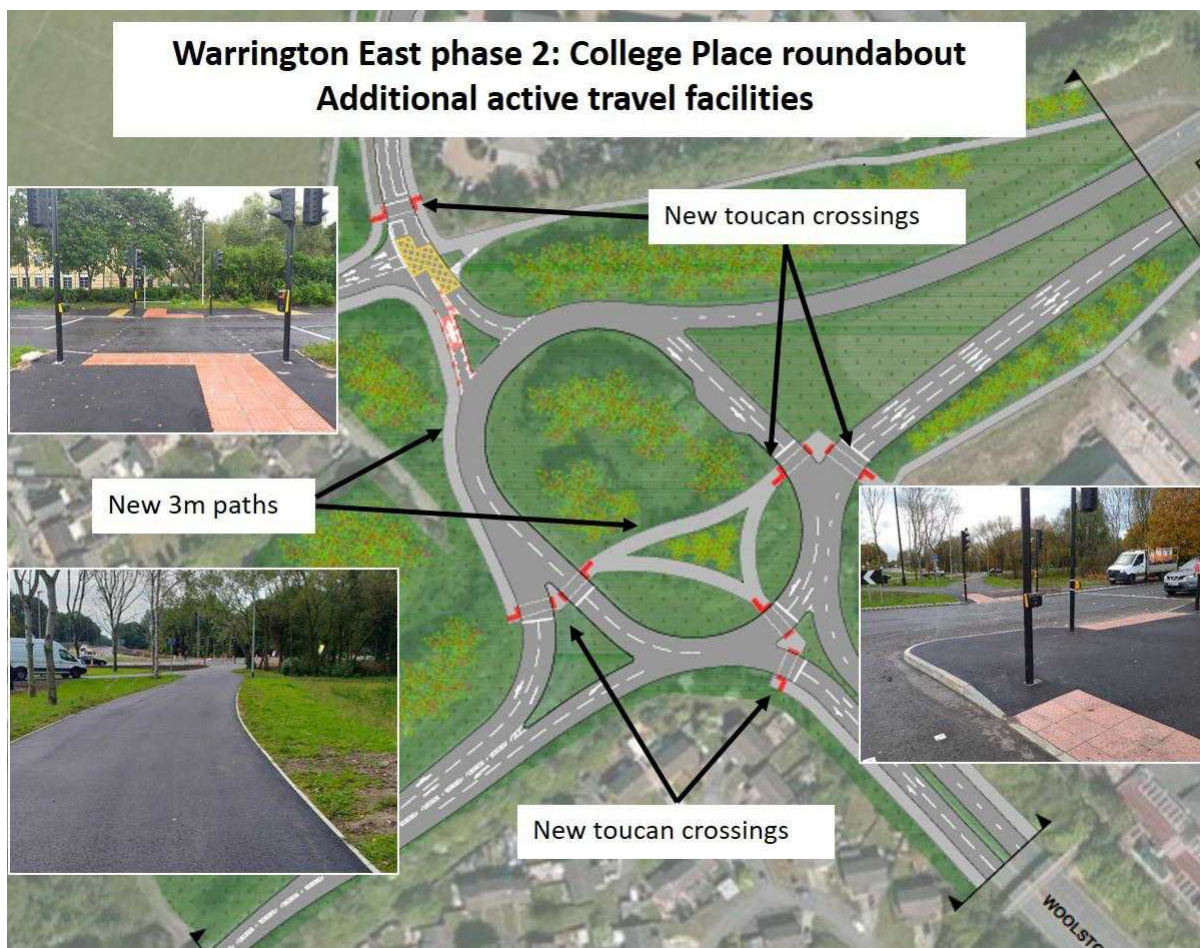 Warrington East phase 2: College Place roundabout
Additional active travel facilities
New toucan crossings
New 3m paths
New toucan crossings